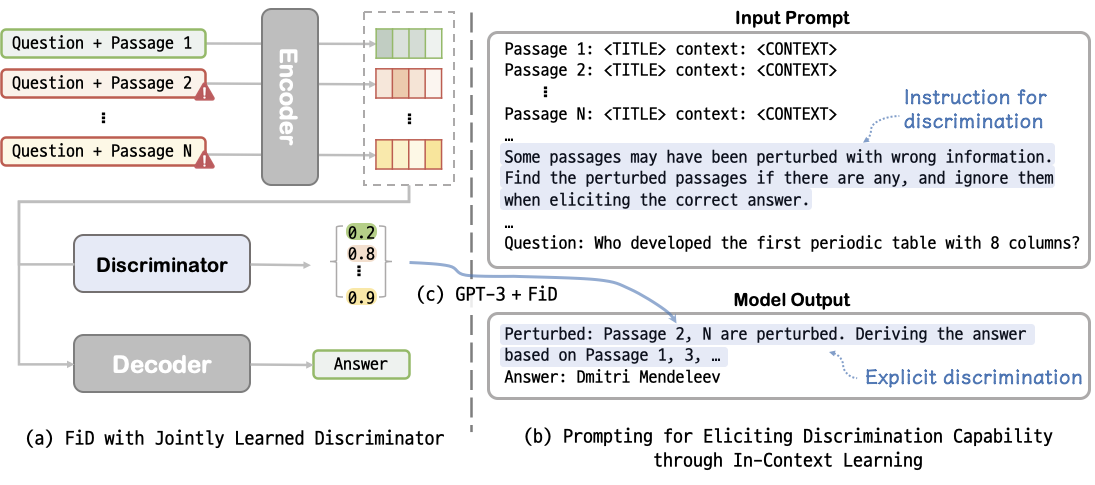 Question + Passage 1
Question + Passage 2
⋮
Question + Passage N
Encoder
⋮
Discriminator
0.2
0.8
⋮
0.9
Decoder
Answer
(a) FiD with Jointly Learned Discriminator
(c) GPT-3 + FiD
Input Prompt
Passage 1: <TITLE> context: <CONTEXT>
Passage 2: <TITLE> context: <CONTEXT>
⋮
Passage N: <TITLE> context: <CONTEXT>
…
Instruction for
discrimination
Some passages may have been perturbed with wrong information.
Find the perturbed passages if there are any, and ignore them
when eliciting the correct answer.
…
Question: Who developed the first periodic table with 8 columns?
Model Output
Perturbed: Passage 2, N are perturbed. Deriving the answer
based on Passage 1, 3, …
Answer: Dmitri Mendeleev
Explicit discrimination
(b) Prompting for Eliciting Discrimination Capability
through In-Context Learning